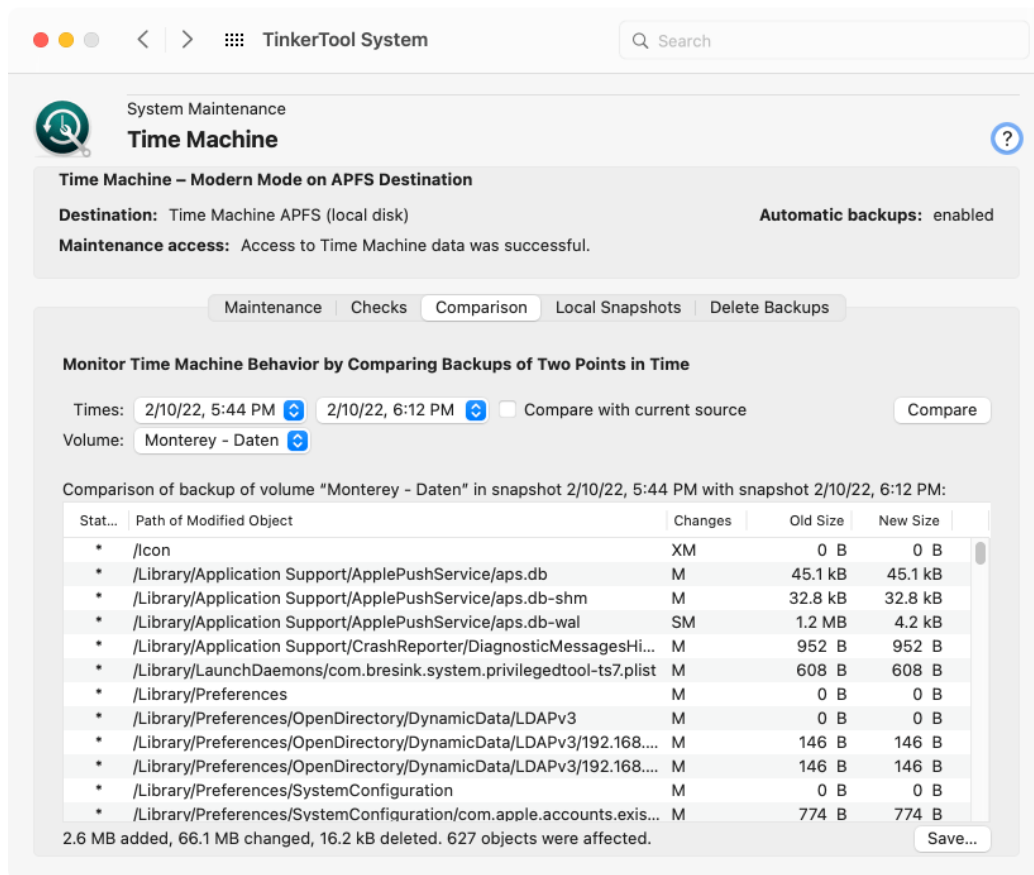 TinkerTool System
Search
System Maintenance
Time Machine
?
Time Machine – Modern Mode on APFS Destination
Destination: Time Machine APFS (local disk) Automatic backups: enabled
Maintenance access: Access to Time Machine data was successful.
Maintenance Checks Comparison Local Snapshots Delete Backups
Monitor Time Machine Behavior by Comparing Backups of Two Points in Time
Times: 2/10/22, 5:44 PM 2/10/22, 6:12 PM Compare with current source Compare
Volume: Monterey - Daten
Comparison of backup of volume “Monterey - Daten” in snapshot 2/10/22, 5:44 PM with snapshot 2/10/22, 6:12 PM:
Stat... Path of Modified Object Changes Old Size New Size
* /Icon XM 0 B 0 B
* /Library/Application Support/ApplePushService/aps.db M 45.1 kB 45.1 kB
* /Library/Application Support/ApplePushService/aps.db-shm M 32.8 kB 32.8 kB
* /Library/Application Support/ApplePushService/aps.db-wal SM 1.2 MB 4.2 kB
* /Library/Application Support/CrashReporter/DiagnosticMessagesHi... M 952 B 952 B
* /Library/LaunchDaemons/com.bresink.system.privilegedtool-ts7.plist M 608 B 608 B
* /Library/Preferences M 0 B 0 B
* /Library/Preferences/OpenDirectory/DynamicData/LDAPv3 M 0 B 0 B
* /Library/Preferences/OpenDirectory/DynamicData/LDAPv3/192.168.... M 146 B 146 B
* /Library/Preferences/OpenDirectory/DynamicData/LDAPv3/192.168.... M 146 B 146 B
* /Library/Preferences/SystemConfiguration M 0 B 0 B
* /Library/Preferences/SystemConfiguration/com.apple.accounts.exis... M 774 B 774 B
2.6 MB added, 66.1 MB changed, 16.2 kB deleted. 627 objects were affected. Save...